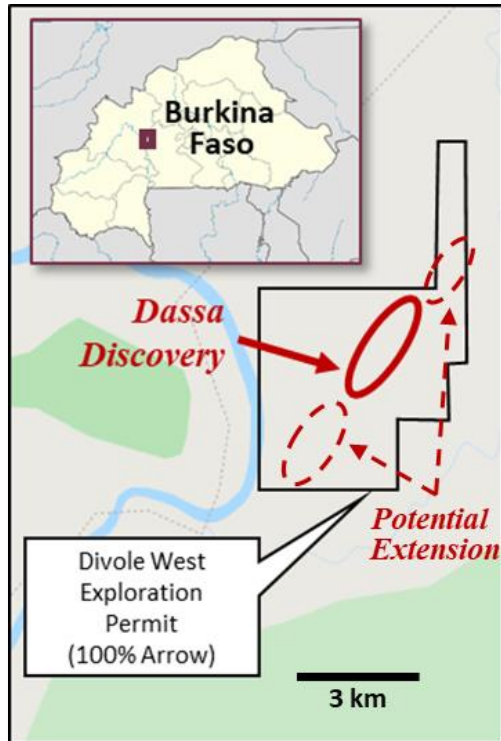 Burkina
Faso
Dassa
Discovery
Potential
Extension
Divole West
Exploration
Permit
(100% Arrow)
3 km